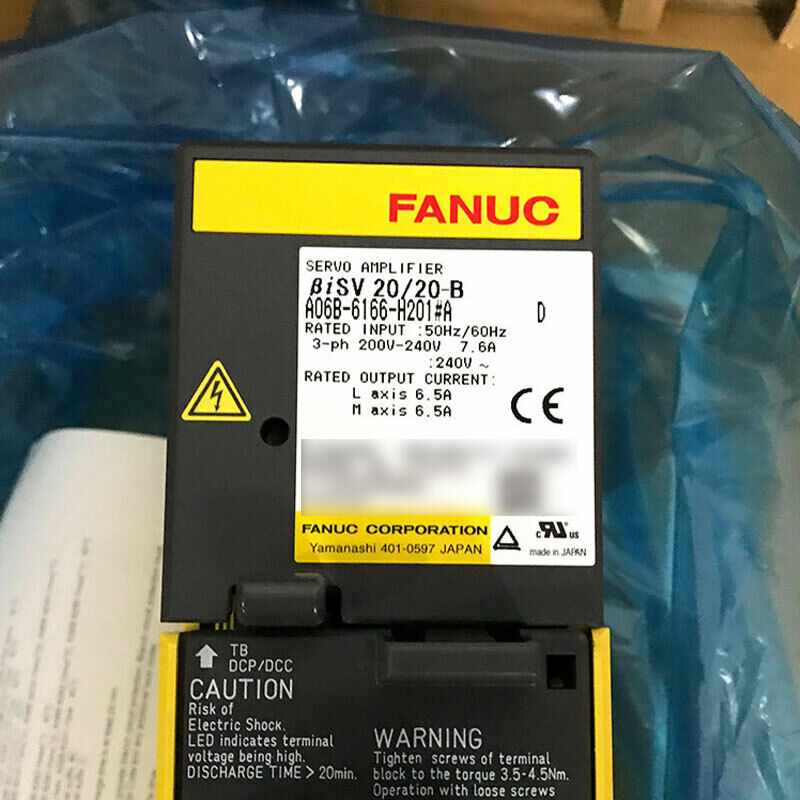 FANUC
SERVO AMPLIFIER
βiSV 20/20-B
A06B-6166-H201#A D
RATED INPUT :50Hz/60Hz
3-ph 200V-240V 7.6A
:240V ~
RATED OUTPUT CURRENT:
L axis 6.5A
M axis 6.5A
CE
FANUC CORPORATION
Yamanashi 401-0597 JAPAN
c RU us
made in JAPAN
TB
DCP/DCC
CAUTION
Risk of
Electric Shock.
LED indicates terminal
voltage being high.
DISCHARGE TIME > 20min.
WARNING
Tighten screws of terminal
block to the torque 3.5-4.5Nm.
Operation with loose screws